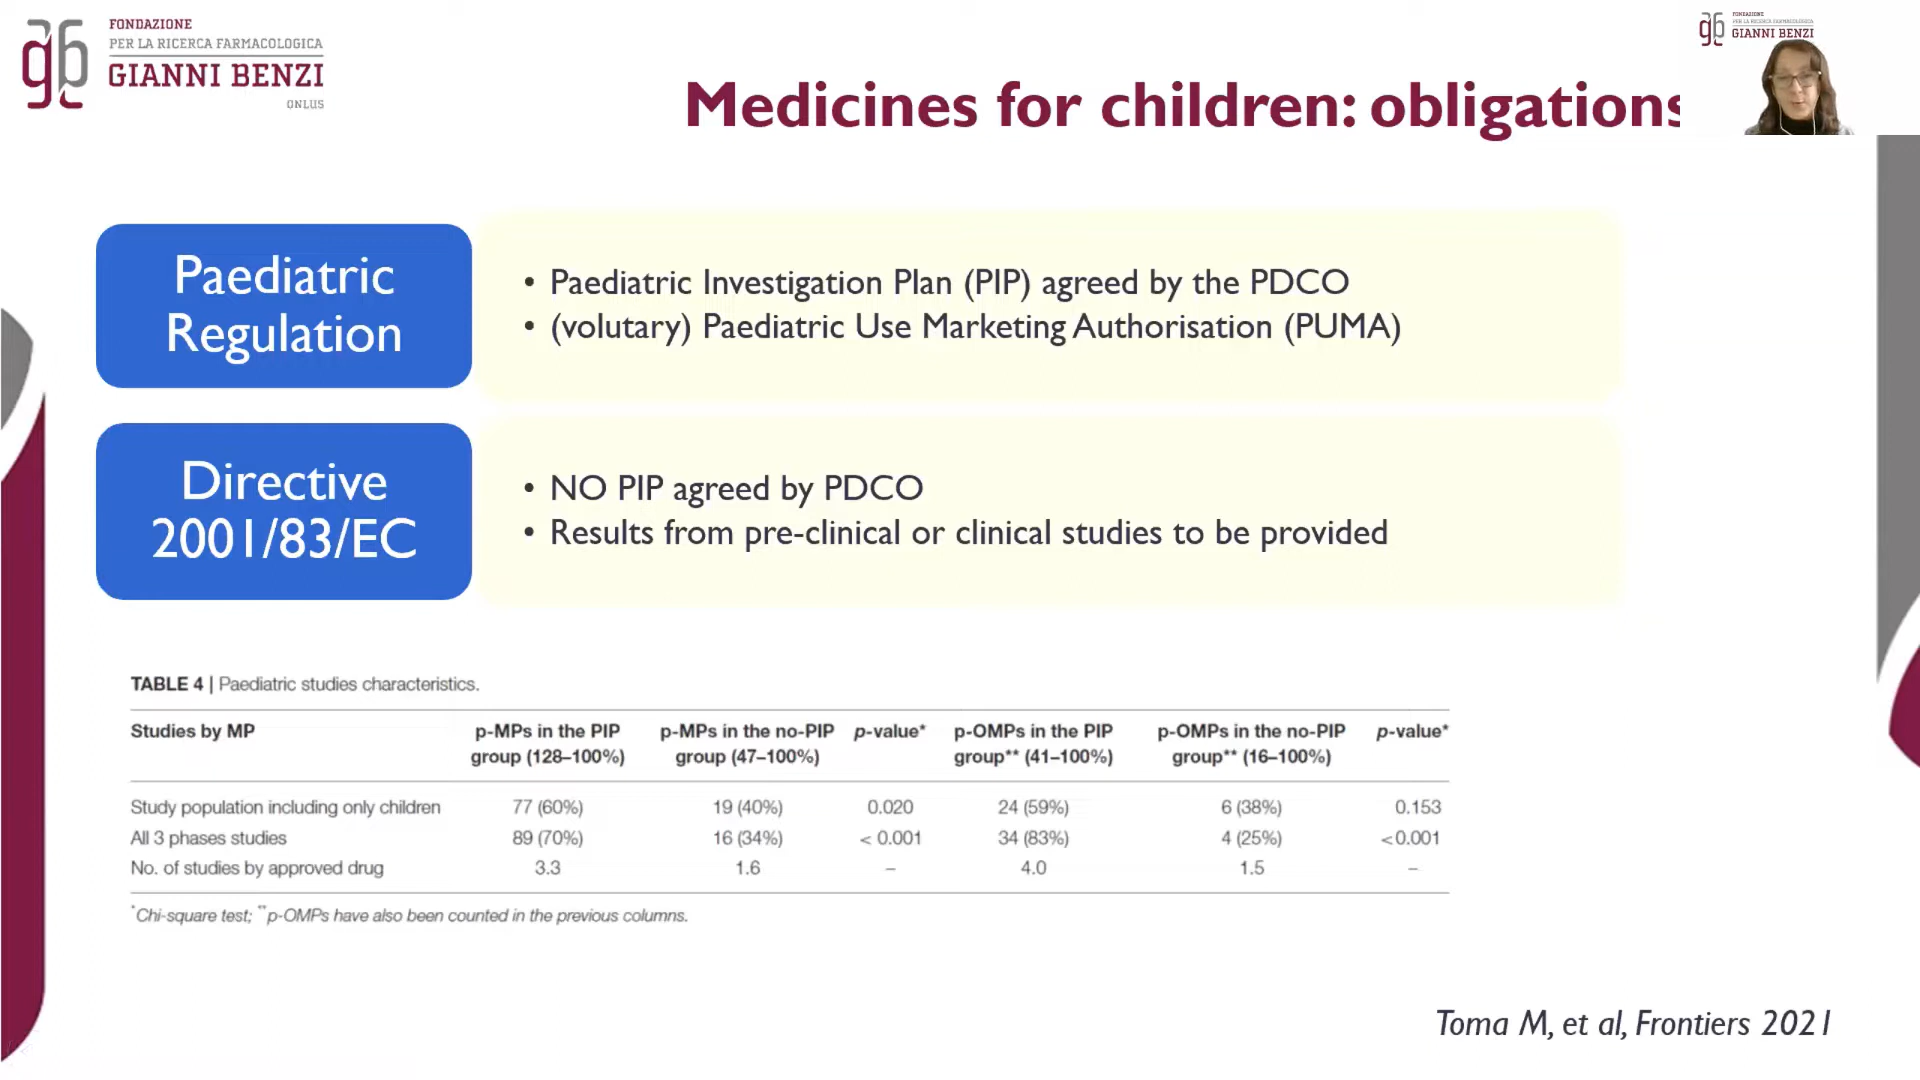 FONDAZIONE
PER LA RICERCA FARMACOLOGICA
GIANNI BENZI
ONLUS
FONDAZIONE
PER LA RICERCA FARMACOLOGICA
GIANNI BENZI
Medicines for children: obligations
Paediatric
Regulation
• Paediatric Investigation Plan (PIP) agreed by the PDCO
• (volutary) Paediatric Use Marketing Authorisation (PUMA)
Directive
2001/83/EC
• NO PIP agreed by PDCO
• Results from pre-clinical or clinical studies to be provided
TABLE 4 | Paediatric studies characteristics.
Studies by MP p-MPs in the PIP p-MPs in the no-PIP p-value* p-OMPs in the PIP p-OMPs in the no-PIP p-value*
group (128–100%) group (47–100%) group** (41–100%) group** (16–100%)
Study population including only children 77 (60%) 19 (40%) 0.020 24 (59%) 6 (38%) 0.153
All 3 phases studies 89 (70%) 16 (34%) < 0.001 34 (83%) 4 (25%) <0.001
No. of studies by approved drug 3.3 1.6 – 4.0 1.5 –
*Chi-square test; **p-OMPs have also been counted in the previous columns.
Toma M, et al, Frontiers 2021